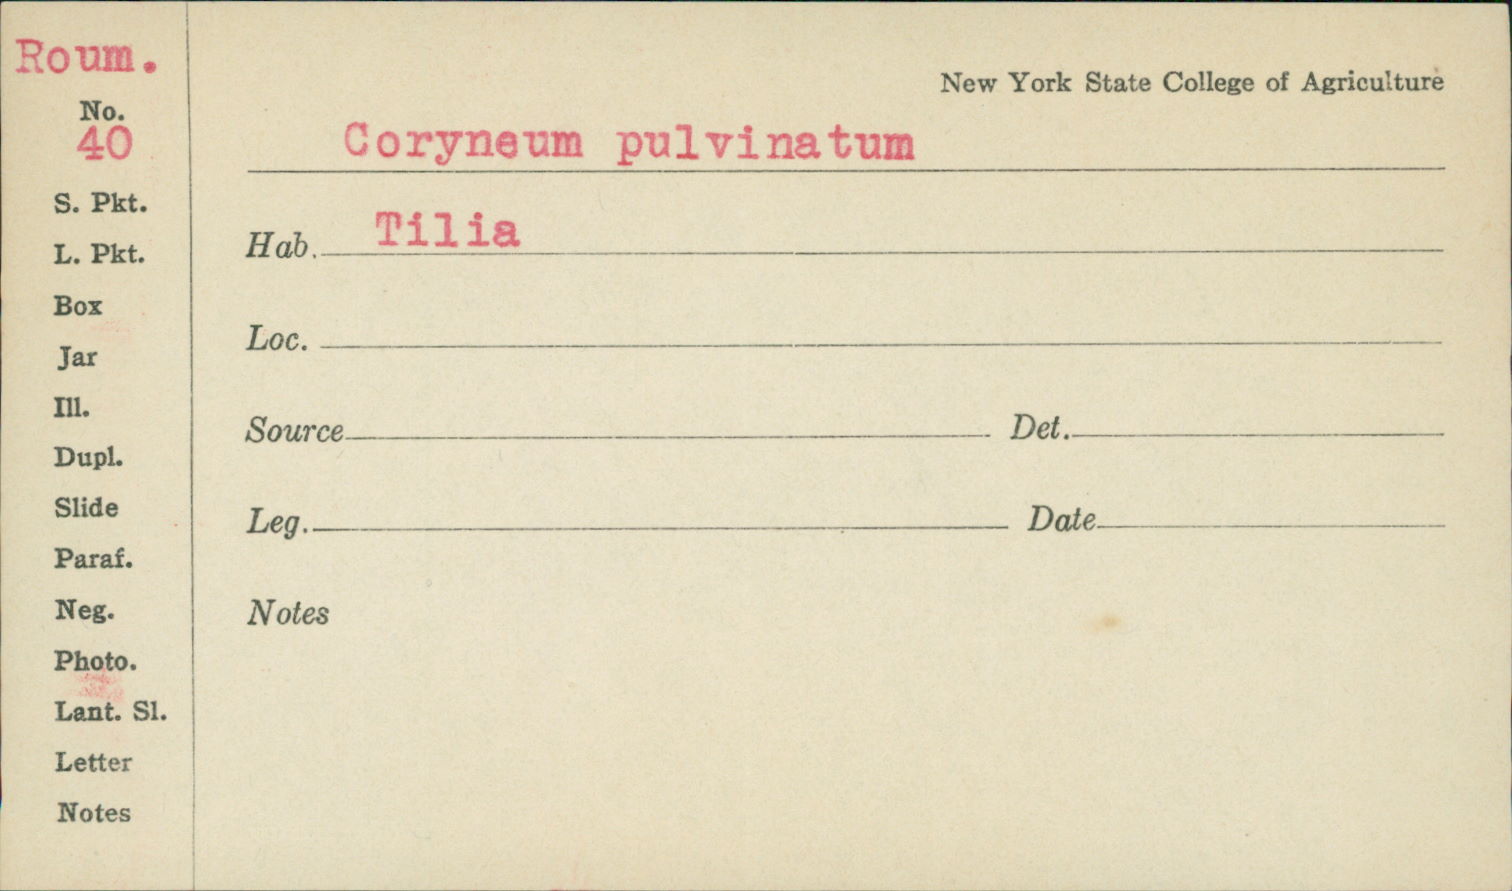 Roum.
No.
40
S. Pkt.
L. Pkt.
Box
Jar
Ill.
Dupl.
Slide
Paraf.
Neg.
Photo.
Lant. Sl.
Letter
Notes
New York State College of Agriculture
Coryneum pulvinatum
Hab. Tilia
Loc.
Source Det.
Leg. Date
Notes